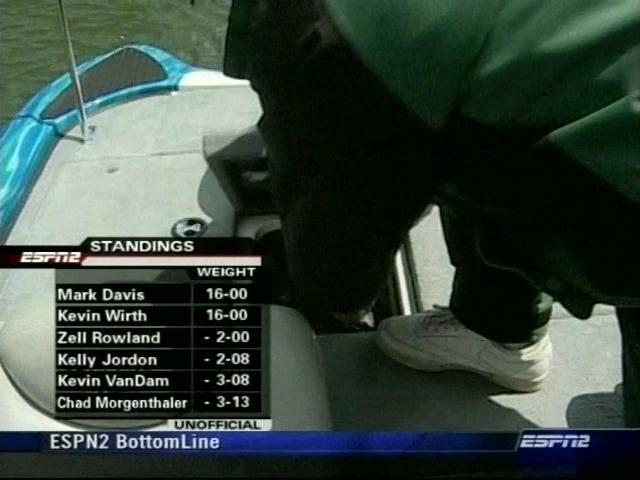 ESPN2 STANDINGS
WEIGHT
Mark Davis 16-00
Kevin Wirth 16-00
Zell Rowland - 2-00
Kelly Jordon - 2-08
Kevin VanDam - 3-08
Chad Morgenthaler - 3-13
UNOFFICIAL
ESPN2 BottomLine ESPN2